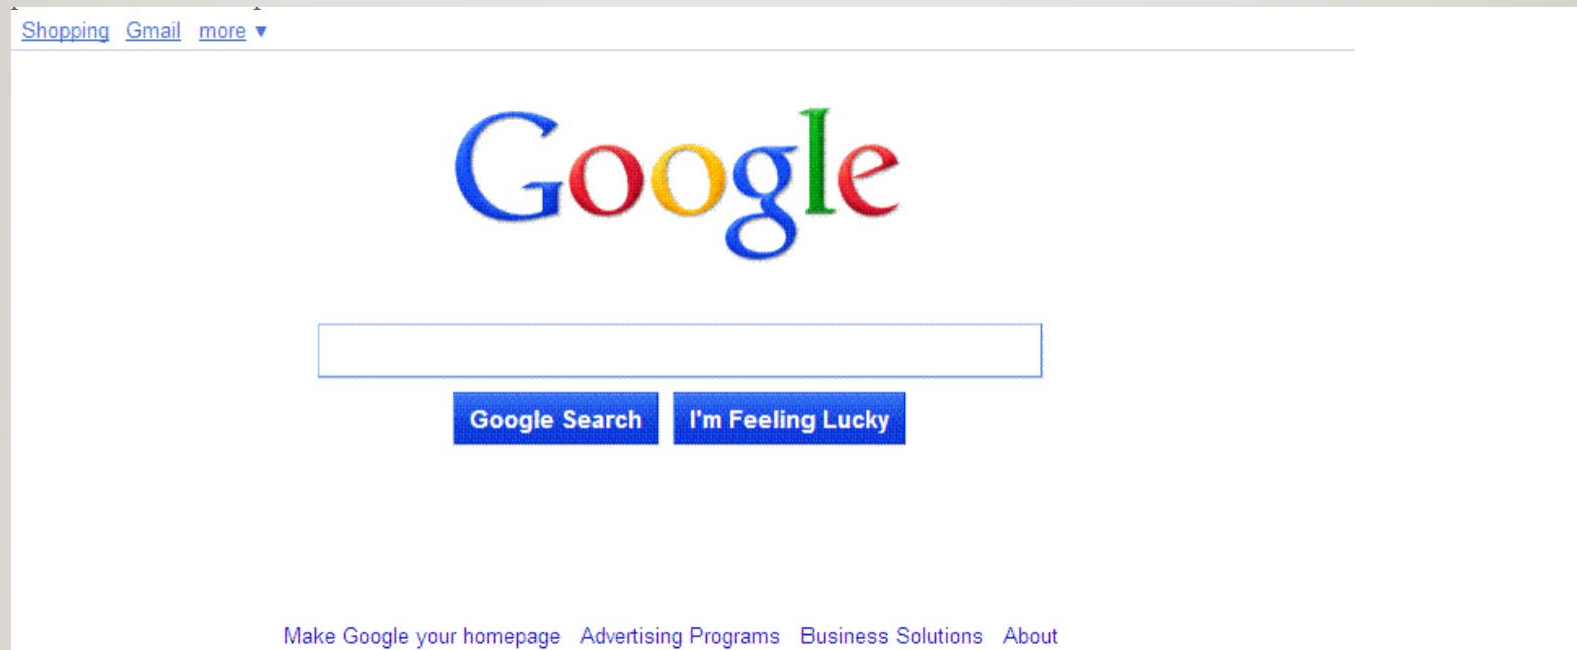 Shopping Gmail more ▼
Google
Google Search I'm Feeling Lucky
Make Google your homepage Advertising Programs Business Solutions About